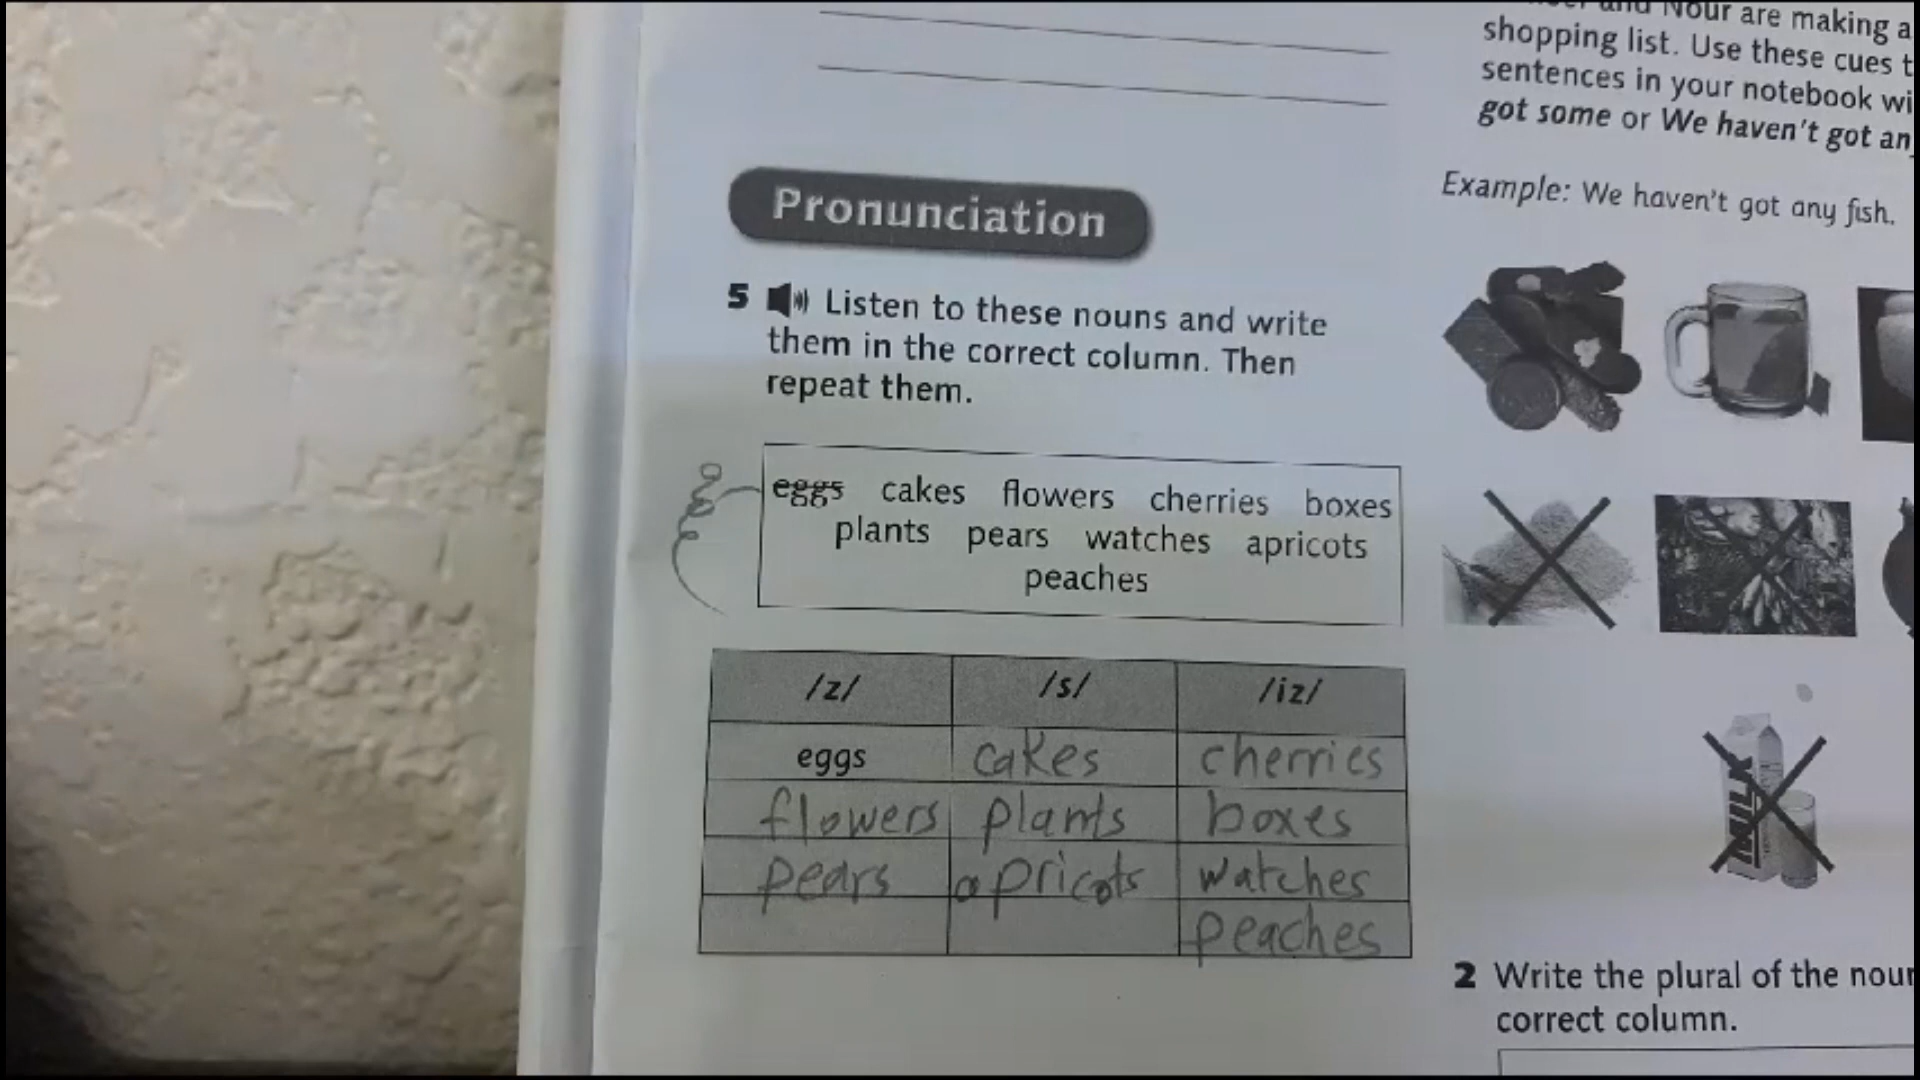 and Nour are making a
shopping list. Use these cues t
sentences in your notebook wi
got some or We haven't got an
Example: We haven't got any fish.
Pronunciation
5 Listen to these nouns and write
them in the correct column. Then
repeat them.
eggs cakes flowers cherries boxes
plants pears watches apricots
peaches
/z/ /s/ /iz/
eggs cakes cherries
flowers plants boxes
pears apricots watches
peaches
MILK
2 Write the plural of the nour
correct column.